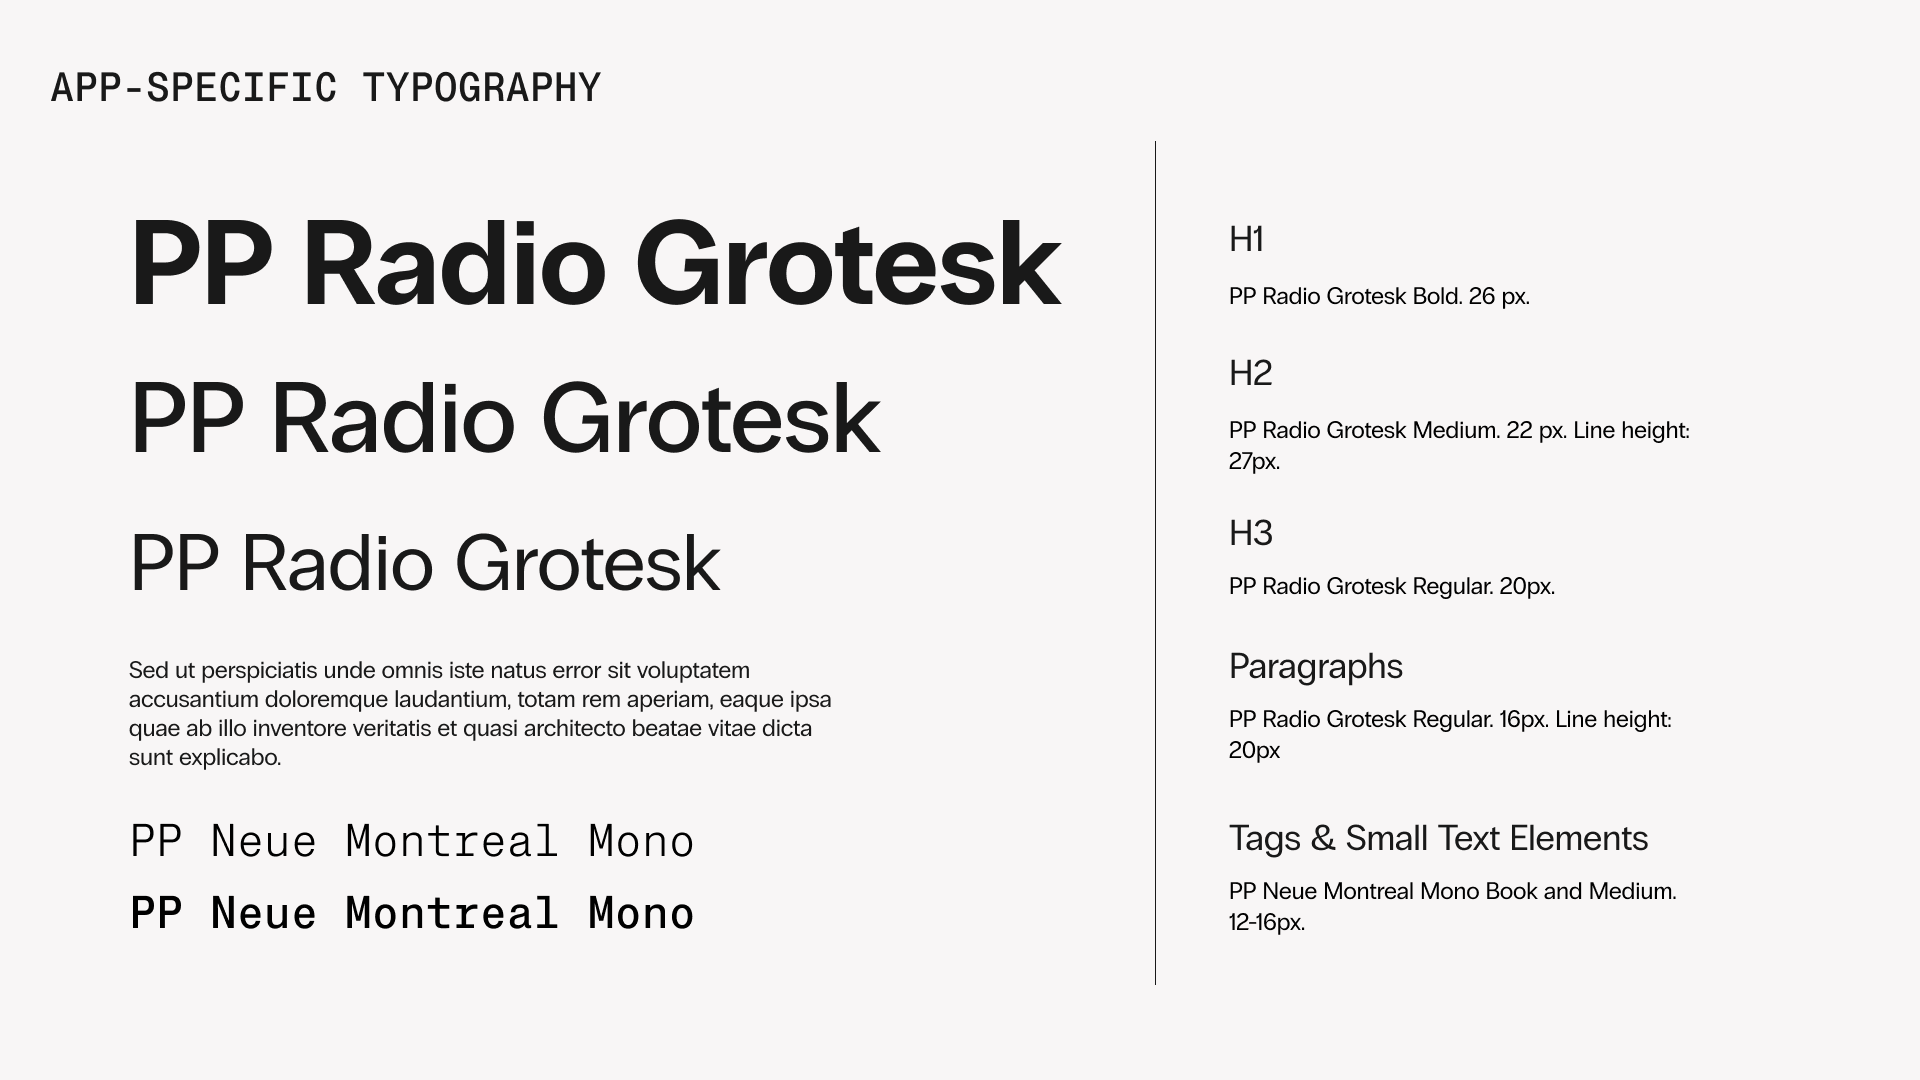 APP-SPECIFIC TYPOGRAPHY
PP Radio Grotesk
PP Radio Grotesk
PP Radio Grotesk
Sed ut perspiciatis unde omnis iste natus error sit voluptatem
accusantium doloremque laudantium, totam rem aperiam, eaque ipsa
quae ab illo inventore veritatis et quasi architecto beatae vitae dicta
sunt explicabo.
PP Neue Montreal Mono
PP Neue Montreal Mono
H1
PP Radio Grotesk Bold. 26 px.
H2
PP Radio Grotesk Medium. 22 px. Line height:
27px.
H3
PP Radio Grotesk Regular. 20px.
Paragraphs
PP Radio Grotesk Regular. 16px. Line height:
20px
Tags & Small Text Elements
PP Neue Montreal Mono Book and Medium.
12-16px.